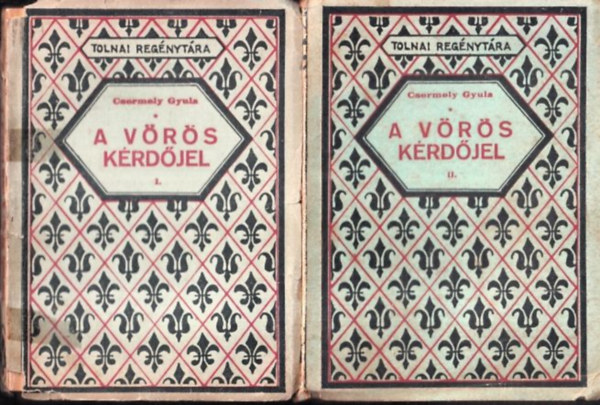 TOLNAI REGÉNYTÁRA
Csermely Gyula
A VÖRÖS
KÉRDŐJEL
I.
TOLNAI REGÉNYTÁRA
Csermely Gyula
A VÖRÖS
KÉRDŐJEL
II.